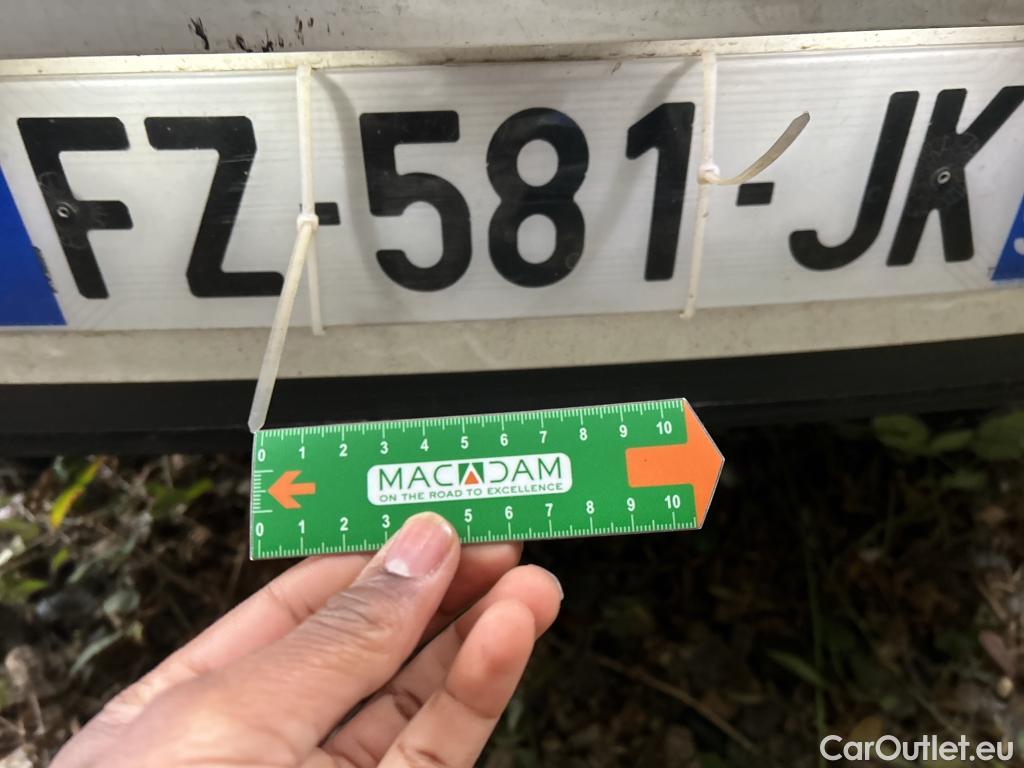 FZ-581-JK
0 1 2 3 4 5 6 7 8 9 10
MACADAM
ON THE ROAD TO EXCELLENCE
0 1 2 3 5 6 7 8 9 10
CarOutlet.eu